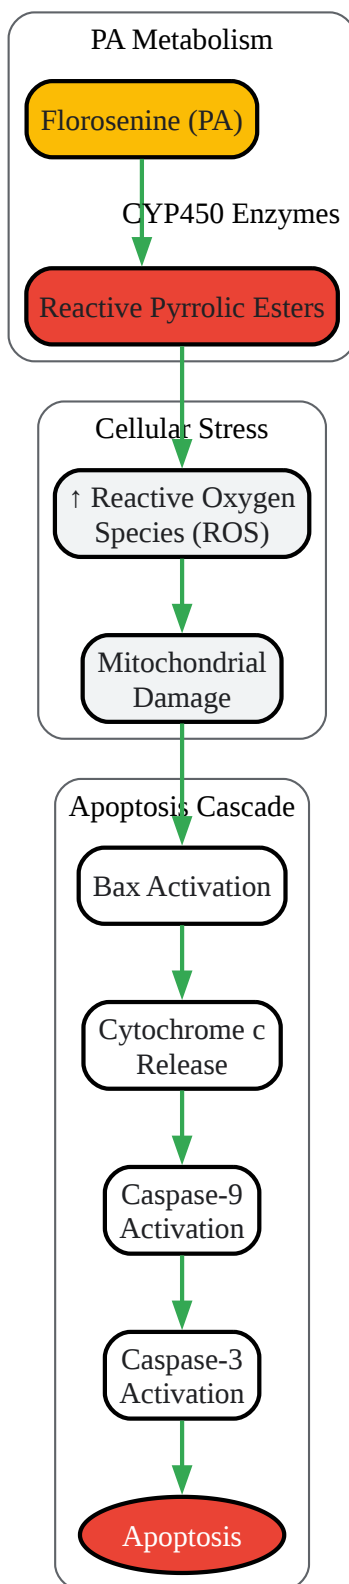 PA Metabolism
Florosenine (PA)
CYP450 Enzymes
Reactive Pyrrolic Esters
Cellular Stress
↑ Reactive Oxygen
Species (ROS)
Mitochondrial
Damage
Apoptosis Cascade
Bax Activation
Cytochrome c
Release
Caspase-9
Activation
Caspase-3
Activation
Apoptosis